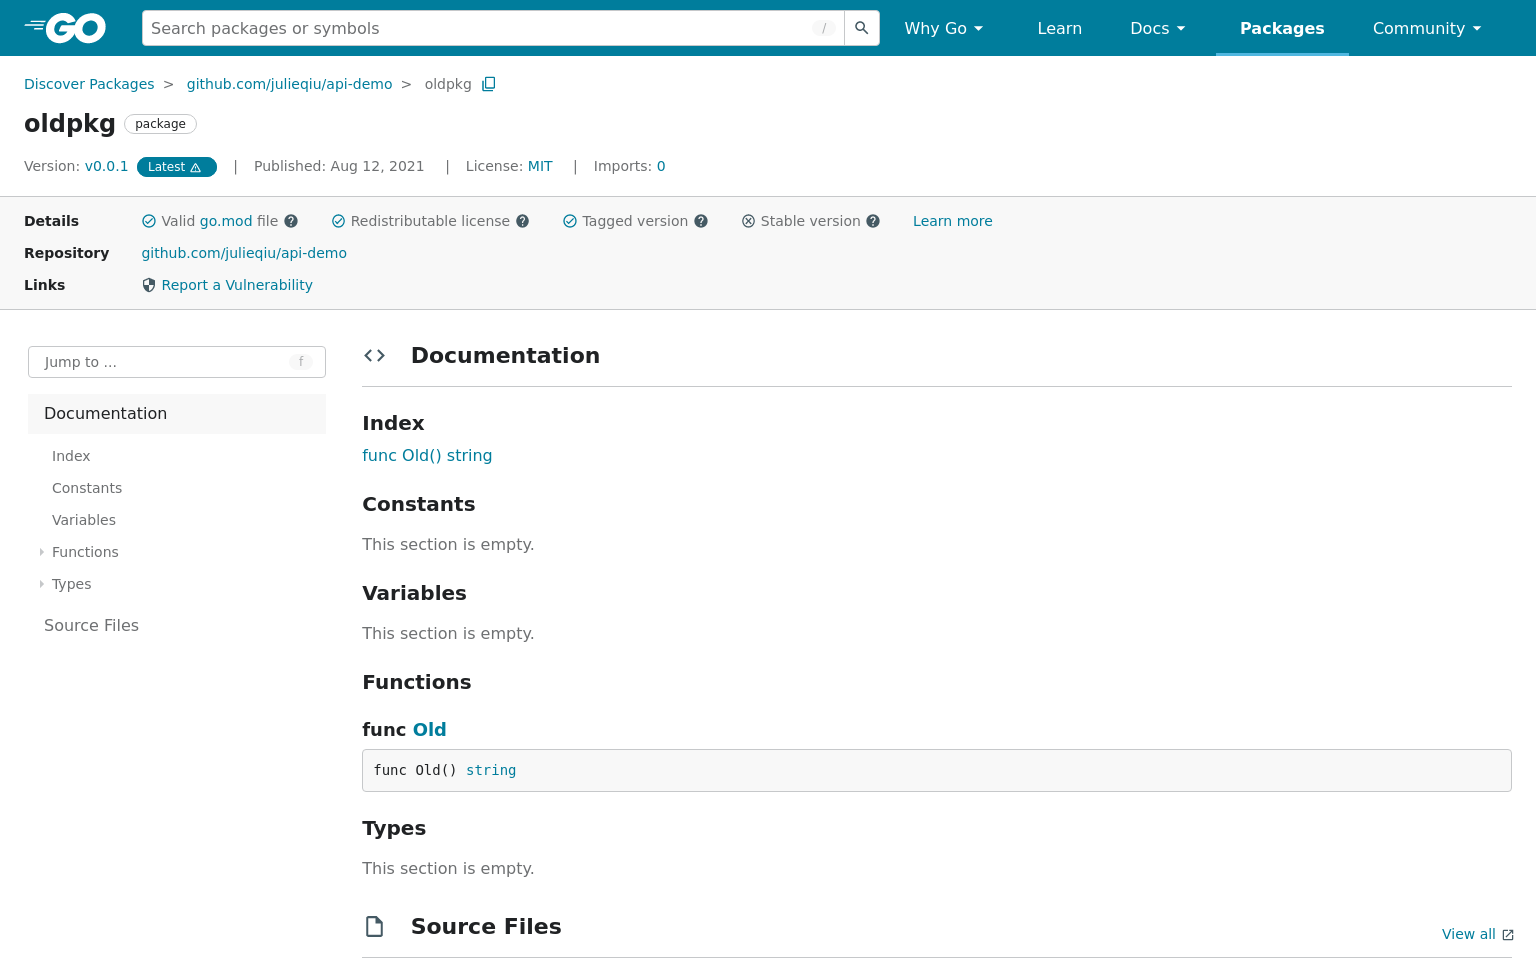 GO
Search packages or symbols /
Why Go
Learn
Docs
Packages
Community
Discover Packages > github.com/julieqiu/api-demo > oldpkg
oldpkg package
Version: v0.0.1 Latest | Published: Aug 12, 2021 | License: MIT | Imports: 0
Details Valid go.mod file Redistributable license Tagged version Stable version Learn more
Repository github.com/julieqiu/api-demo
Links Report a Vulnerability
Jump to ... f
Documentation
Index
Constants
Variables
Functions
Types
Source Files
Documentation
Index
func Old() string
Constants
This section is empty.
Variables
This section is empty.
Functions
func Old
func Old() string
Types
This section is empty.
Source Files
View all